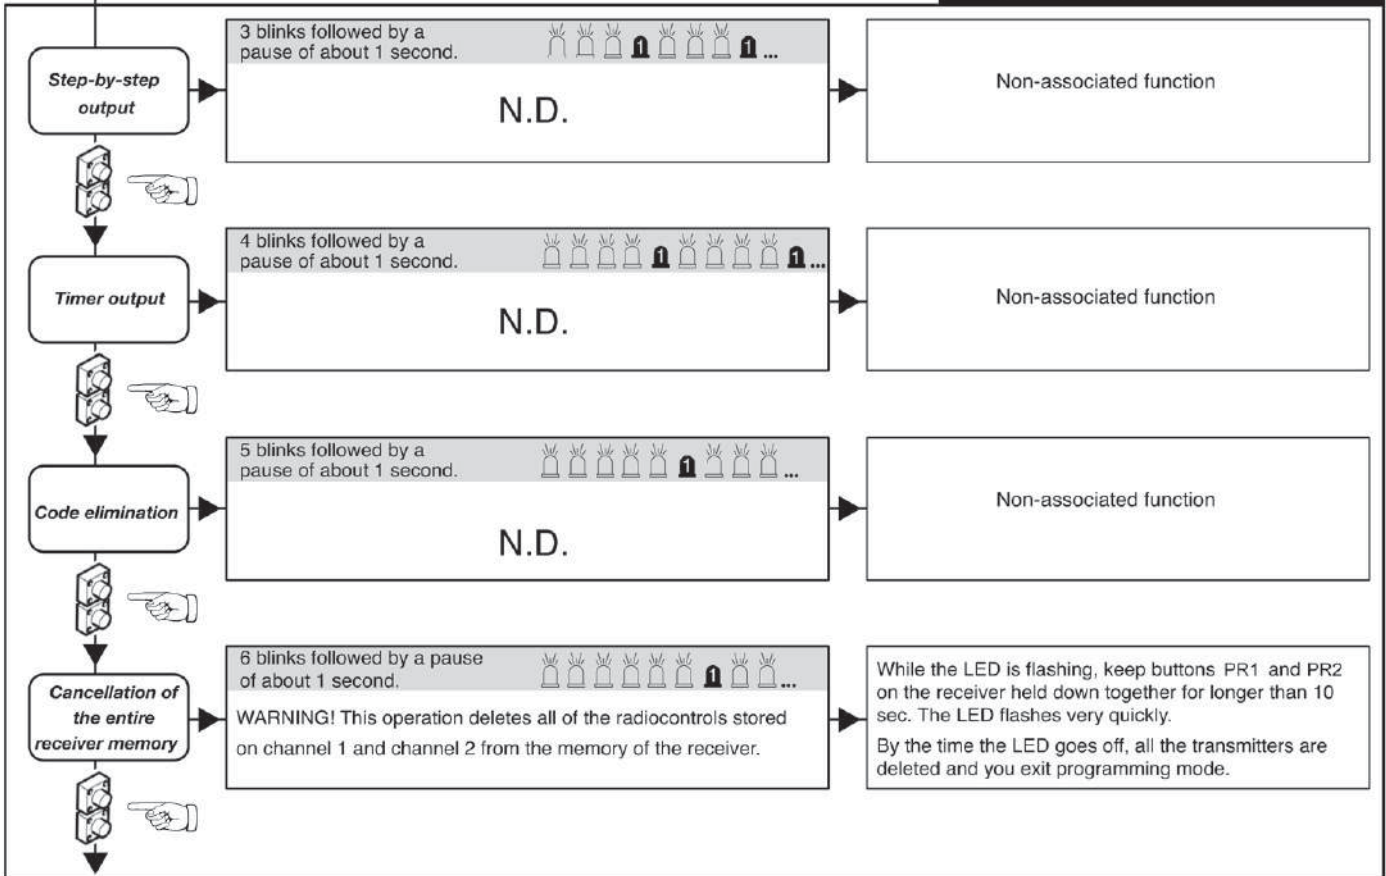 Step-by-step
output
3 blinks followed by a
pause of about 1 second.
1 1 ...
N.D.
Non-associated function
Timer output
4 blinks followed by a
pause of about 1 second.
1 1 ...
N.D.
Non-associated function
Code elimination
5 blinks followed by a
pause of about 1 second.
1 ...
N.D.
Non-associated function
Cancellation of
the entire
receiver memory
6 blinks followed by a pause
of about 1 second.
1 ...
WARNING! This operation deletes all of the radiocontrols stored
on channel 1 and channel 2 from the memory of the receiver.
While the LED is flashing, keep buttons PR1 and PR2
on the receiver held down together for longer than 10
sec. The LED flashes very quickly.
By the time the LED goes off, all the transmitters are
deleted and you exit programming mode.